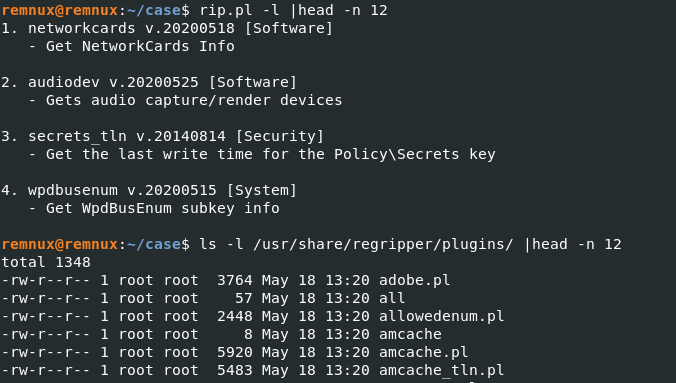 remnux@remnux:~/case$ rip.pl -l |head -n 12
1. networkcards v.20200518 [Software]
   - Get NetworkCards Info

2. audiodev v.20200525 [Software]
   - Gets audio capture/render devices

3. secrets_tln v.20140814 [Security]
   - Get the last write time for the Policy\Secrets key

4. wpdbusenum v.20200515 [System]
   - Get WpdBusEnum subkey info

remnux@remnux:~/case$ ls -l /usr/share/regripper/plugins/ |head -n 12
total 1348
-rw-r--r-- 1 root root  3764 May 18 13:20 adobe.pl
-rw-r--r-- 1 root root    57 May 18 13:20 all
-rw-r--r-- 1 root root  2448 May 18 13:20 allowedenum.pl
-rw-r--r-- 1 root root     8 May 18 13:20 amcache
-rw-r--r-- 1 root root  5920 May 18 13:20 amcache.pl
-rw-r--r-- 1 root root  5483 May 18 13:20 amcache_tln.pl